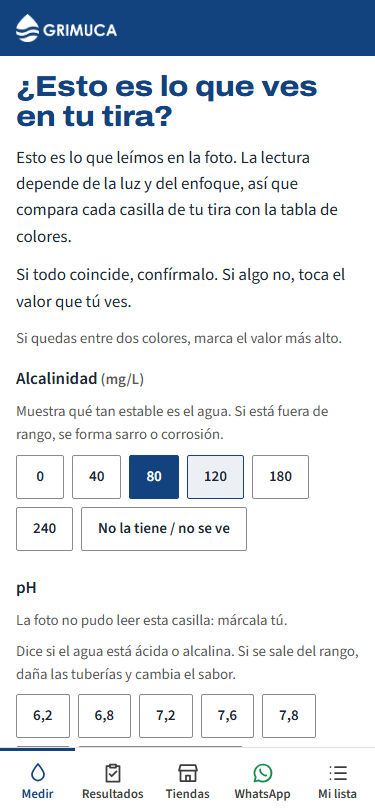 GRIMUCA
¿Esto es lo que ves
en tu tira?
Esto es lo que leímos en la foto. La lectura
depende de la luz y del enfoque, así que
compara cada casilla de tu tira con la tabla de
colores.
Si todo coincide, confírmalo. Si algo no, toca el
valor que tú ves.
Si quedas entre dos colores, marca el valor más alto.
Alcalinidad (mg/L)
Muestra qué tan estable es el agua. Si está fuera de
rango, se forma sarro o corrosión.
0 40 80 120 180
240 No la tiene / no se ve
pH
La foto no pudo leer esta casilla: márcala tú.
Dice si el agua está ácida o alcalina. Si se sale del rango,
daña las tuberías y cambia el sabor.
6,2 6,8 7,2 7,6 7,8
Medir Resultados Tiendas WhatsApp Mi lista